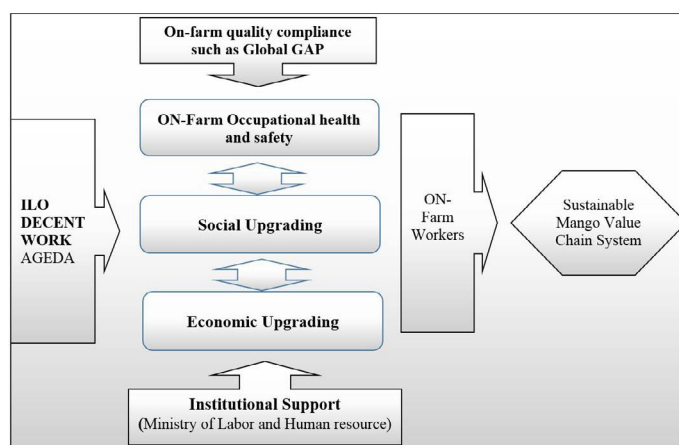 On-farm quality compliance
such as Global GAP
ON-Farm Occupational health
and safety
ILO
DECENT
WORK
AGEDA
Social Upgrading
ON-
Farm
Workers
Sustainable
Mango Value
Chain System
Economic Upgrading
Institutional Support
(Ministry of Labor and Human resource)